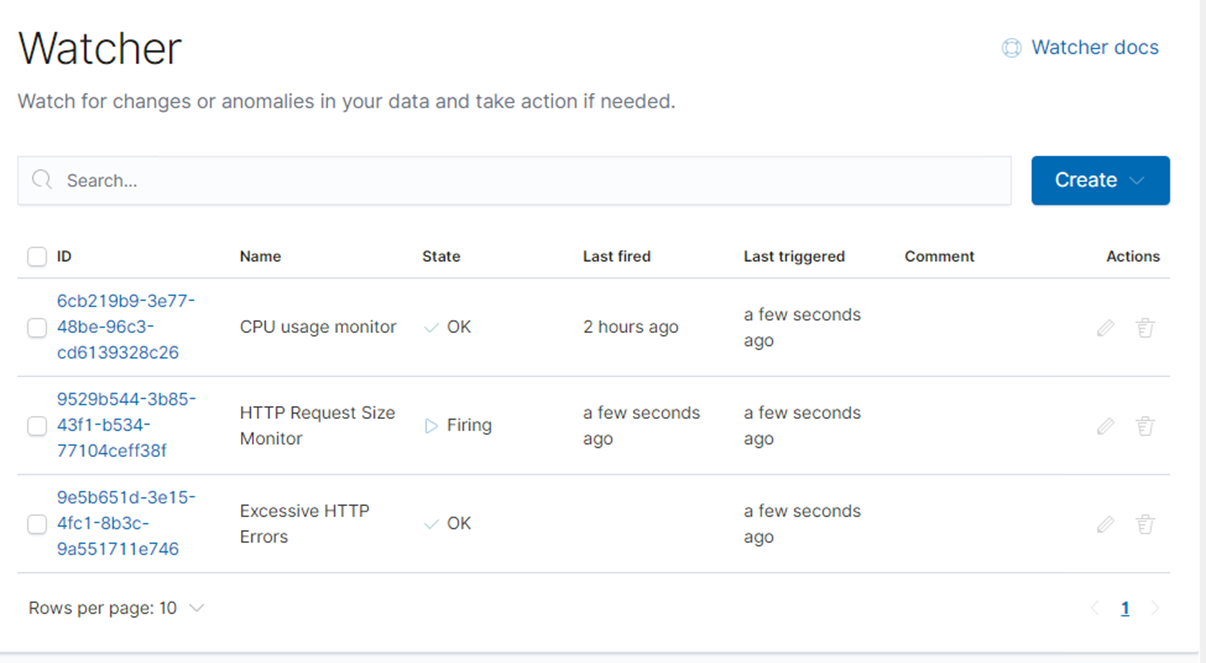 Watcher
Watcher docs
Watch for changes or anomalies in your data and take action if needed.
Search...
Create
ID Name State Last fired Last triggered Comment Actions
6cb219b9-3e77-
48be-96c3-
cd6139328c26
CPU usage monitor
OK
2 hours ago
a few seconds
ago
9529b544-3b85-
43f1-b534-
77104ceff38f
HTTP Request Size
Monitor
Firing
a few seconds
ago
a few seconds
ago
9e5b651d-3e15-
4fc1-8b3c-
9a551711e746
Excessive HTTP
Errors
OK
a few seconds
ago
Rows per page: 10
1